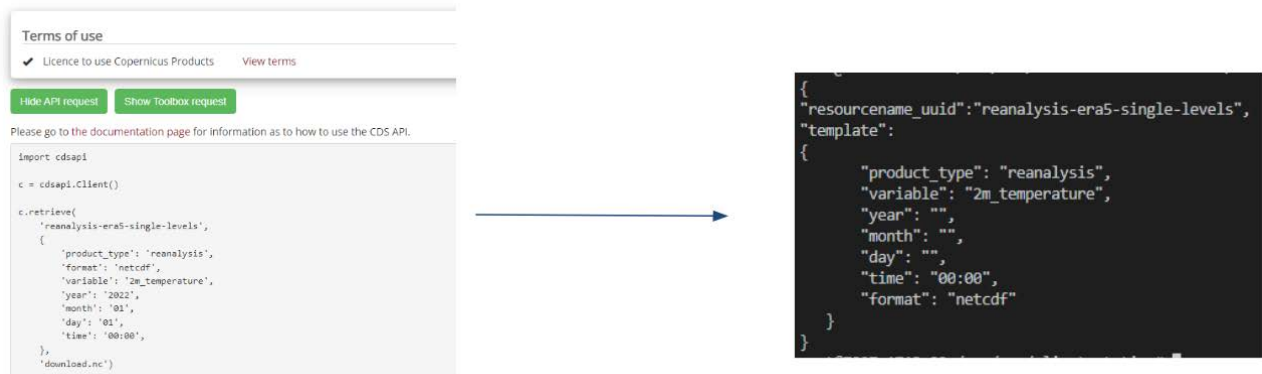 Terms of use
✔ Licence to use Copernicus Products View terms
Hide API request Show Toolbox request
Please go to the documentation page for information as to how to use the CDS API.
import cdsapi
c = cdsapi.Client()
c.retrieve(
'reanalysis-era5-single-levels',
{
'product_type': 'reanalysis',
'format': 'netcdf',
'variable': '2m_temperature',
'year': '2022',
'month': '01',
'day': '01',
'time': '00:00',
},
'download.nc')
{
"resourcename_uuid":"reanalysis-era5-single-levels",
"template":
{
"product_type": "reanalysis",
"variable": "2m_temperature",
"year": "",
"month": "",
"day": "",
"time": "00:00",
"format": "netcdf"
}
}